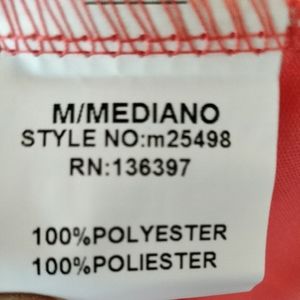 M/MEDIANO
STYLE NO:m25498
RN:136397
100%POLYESTER
100%POLIESTER